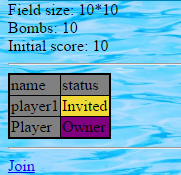 Field size: 10*10
Bombs: 10
Initial score: 10
name status
player1 Invited
Player Owner
Join